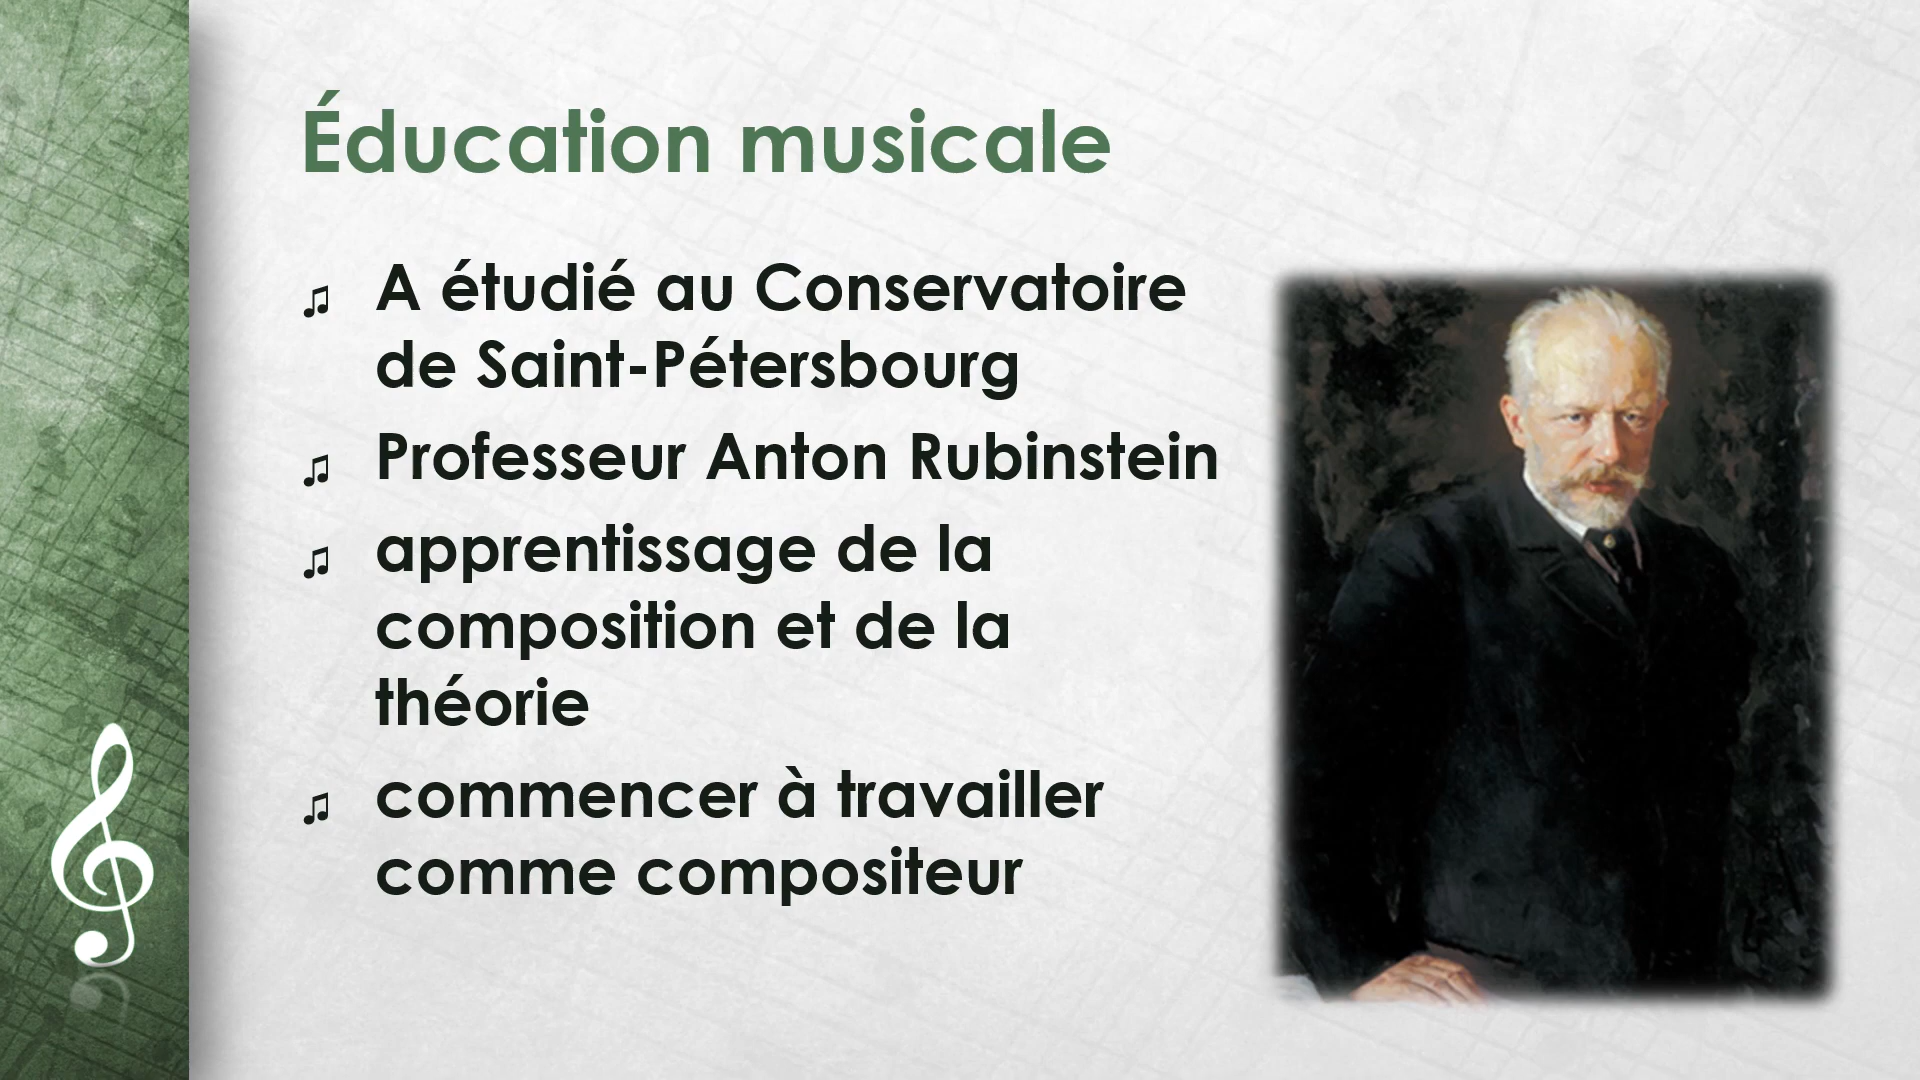 Éducation musicale
♫ A étudié au Conservatoire
de Saint-Pétersbourg
♫ Professeur Anton Rubinstein
♫ apprentissage de la
composition et de la
théorie
♫ commencer à travailler
comme compositeur